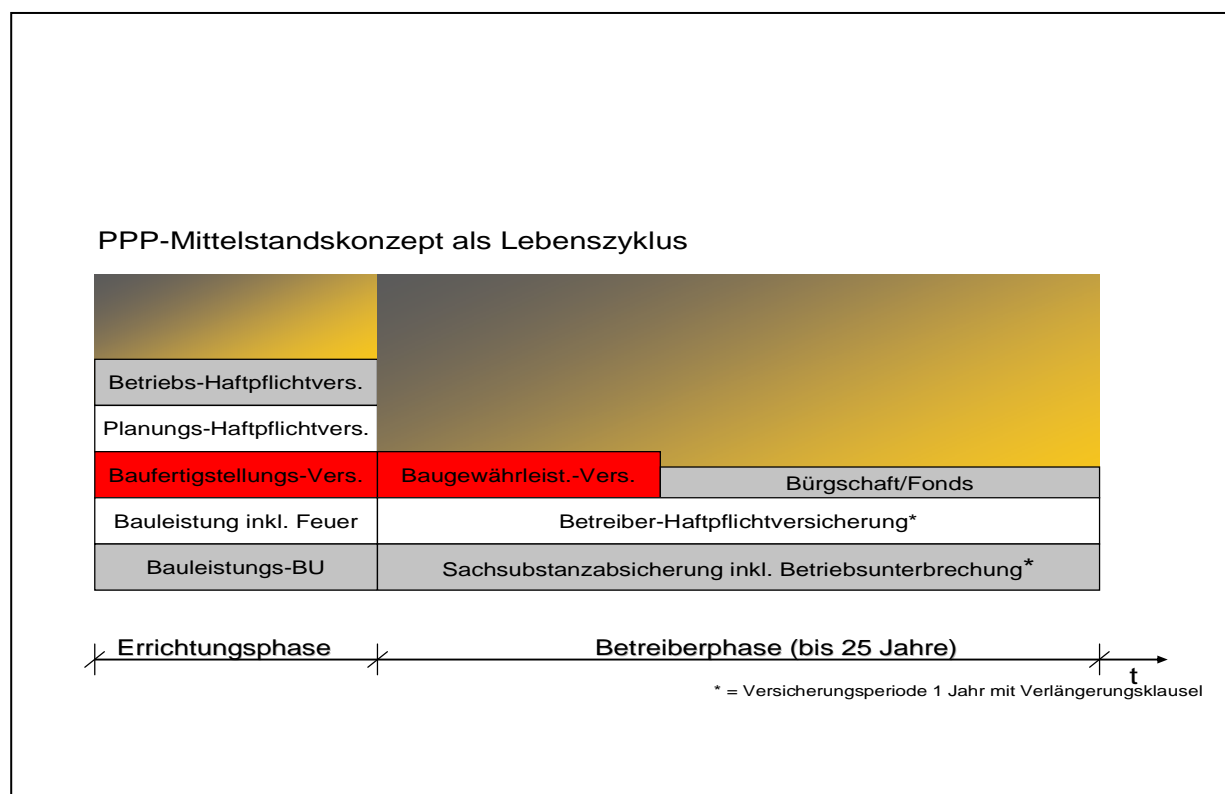 PPP-Mittelstandskonzept als Lebenszyklus
Betriebs-Haftpflichtvers.
Planungs-Haftpflichtvers.
Baufertigstellungs-Vers.
Baugewährleist.-Vers.
Bürgschaft/Fonds
Bauleistung inkl. Feuer
Betreiber-Haftpflichtversicherung*
Bauleistungs-BU
Sachsubstanzabsicherung inkl. Betriebsunterbrechung*
Errichtungsphase
Betreiberphase (bis 25 Jahre)
t
* = Versicherungsperiode 1 Jahr mit Verlängerungsklausel